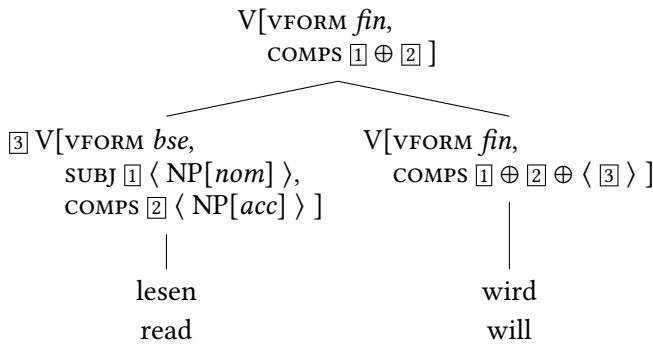 V[VFORM fin,
COMPS 1 ⊕ 2 ]
3 V[VFORM bse,
SUBJ 1 ⟨ NP[nom] ⟩,
COMPS 2 ⟨ NP[acc] ⟩ ]
V[VFORM fin,
COMPS 1 ⊕ 2 ⊕ ⟨ 3 ⟩ ]
lesen
read
wird
will